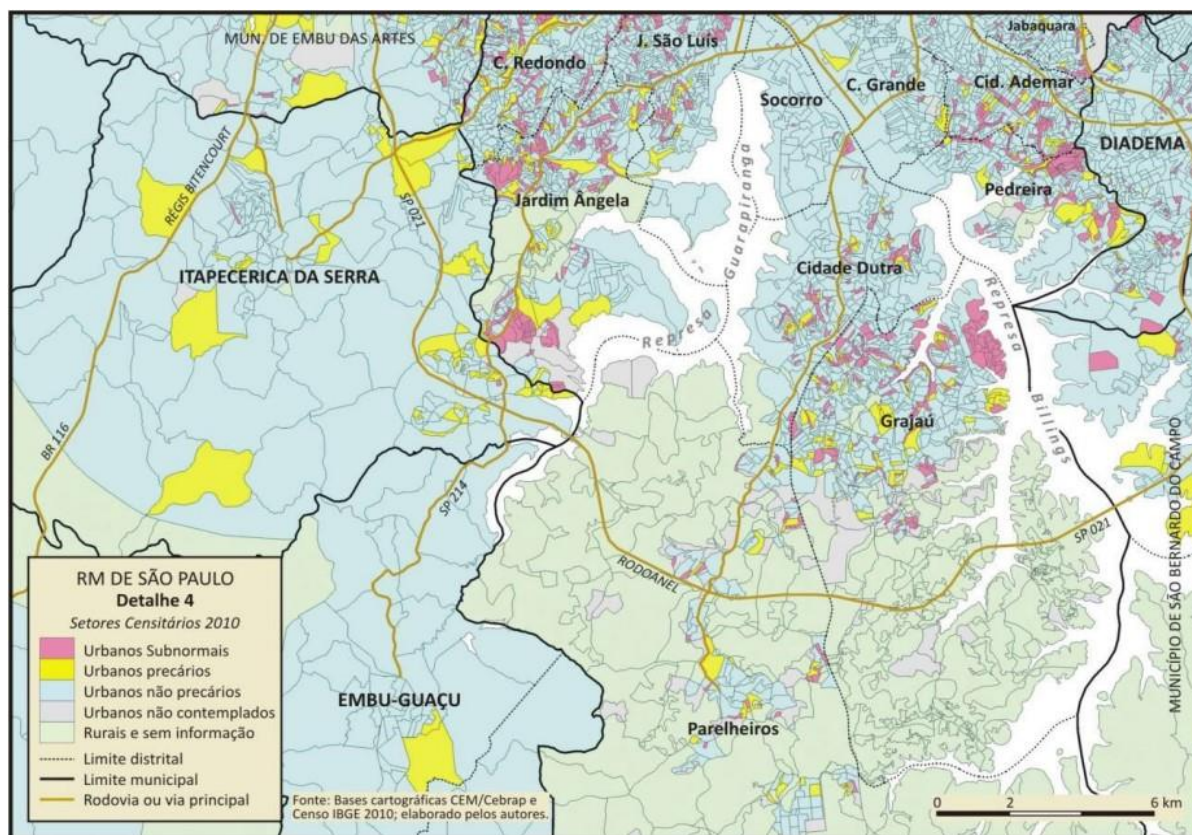 MUN. DE EMBU DAS ARTES
J. São Luís
Jabaquara
C. Redondo
C. Grande
Cid. Ademar
Socorro
DIADEMA
RÉGIS BITENCOURT
SP 021
Guarapiranga
Pedreira
Jardim Ângela
ITAPECERICA DA SERRA
Cidade Dutra
Represa
Represa
Billings
Grajaú
BR 116
SP 214
SP 021
RODOANEL
MUNICÍPIO DE SÃO BERNARDO DO CAMPO
EMBU-GUAÇU
Parelheiros
RM DE SÃO PAULO
Detalhe 4
Setores Censitários 2010
Urbanos Subnormais
Urbanos precários
Urbanos não precários
Urbanos não contemplados
Rurais e sem informação
Limite distrital
Limite municipal
Rodovia ou via principal
Fonte: Bases cartográficas CEM/Cebrap e
Censo IBGE 2010; elaborado pelos autores.
0 2 6 km